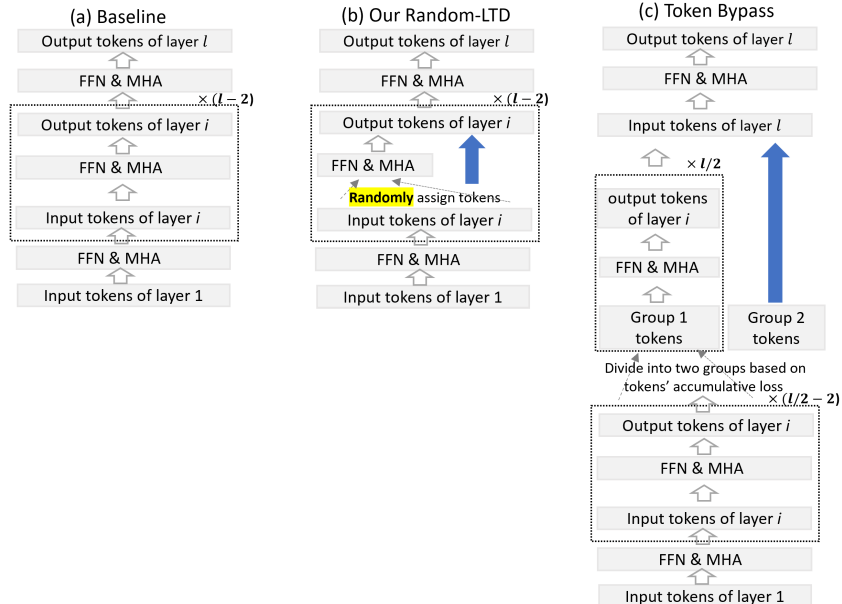 (a) Baseline
Output tokens of layer l
FFN & MHA
× (l − 2)
Output tokens of layer i
FFN & MHA
Input tokens of layer i
FFN & MHA
Input tokens of layer 1
(b) Our Random-LTD
Output tokens of layer l
FFN & MHA
× (l − 2)
Output tokens of layer i
FFN & MHA
Randomly assign tokens
Input tokens of layer i
FFN & MHA
Input tokens of layer 1
(c) Token Bypass
Output tokens of layer l
FFN & MHA
Input tokens of layer l
× l/2
output tokens
of layer i
FFN & MHA
Group 1
tokens
Group 2
tokens
Divide into two groups based on
tokens’ accumulative loss
× (l/2 − 2)
Output tokens of layer i
FFN & MHA
Input tokens of layer i
FFN & MHA
Input tokens of layer 1